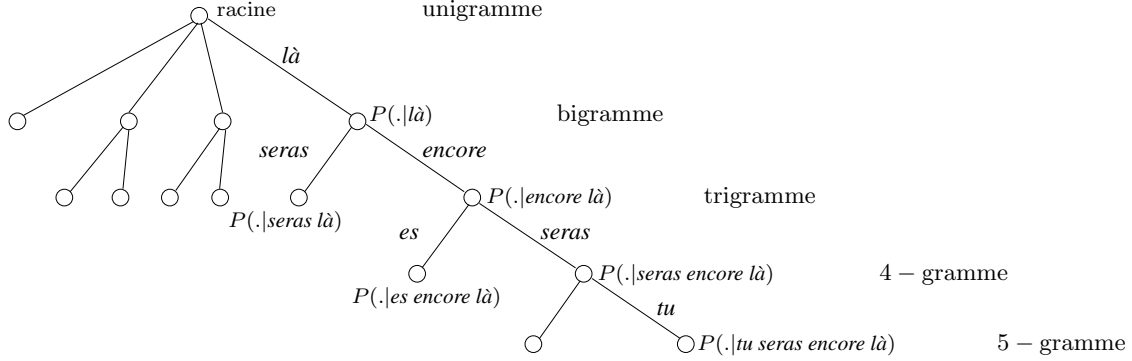 racine unigramme
là
P(.|là) bigramme
seras encore
P(.|encore là) trigramme
P(.|seras là)
es seras
P(.|seras encore là) 4 − gramme
P(.|es encore là)
tu
P(.|tu seras encore là) 5 − gramme